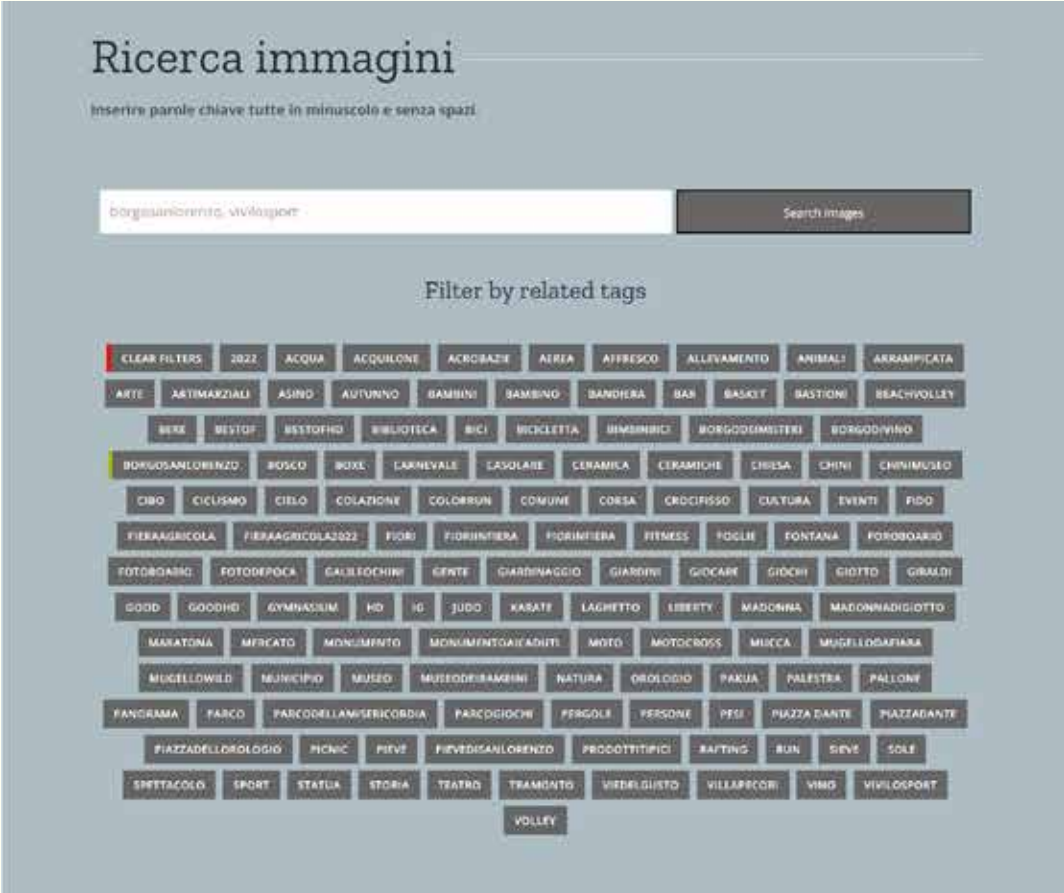 Ricerca immagini
Inserire parole chiave tutte in minuscolo e senza spazi
borgosanlorenzo, vivilosport
Search images
Filter by related tags
CLEAR FILTERS 2022 ACQUA ACQUILONE ACROBAZIE AEREA AFFRESCO ALLEVAMENTO ANIMALI ARRAMPICATA
ARTE ARTIMARZIALI ASINO AUTUNNO BAMBINI BAMBINO BANDIERA BAR BASKET BASTIONI BEACHVOLLEY
BERE BESTOF BESTOFHD BIBLIOTECA BICI BICICLETTA BIMBINBICI BORGODEIMISTERI BORGODIVINO
BORGOSANLORENZO BOSCO BOXE CARNEVALE CASOLARE CERAMICA CERAMICHE CHIESA CHINI CHINIMUSEO
CIBO CICLISMO CIELO COLAZIONE COLORRUN COMUNE CORSA CROCIFISSO CULTURA EVENTI FIDO
FIERAAGRICOLA FIERAAGRICOLA2022 FIORI FIORIINFIERA FIORINFIERA FITNESS FOGLIE FONTANA FOROBOARIO
FOTOBOARIO FOTODEPOCA GALILEOCHINI GENTE GIARDINAGGIO GIARDINI GIOCARE GIOCHI GIOTTO GIRALDI
GOOD GOODHD GYMNASIUM HD IG JUDO KARATE LAGHETTO LIBERTY MADONNA MADONNADIGIOTTO
MARATONA MERCATO MONUMENTO MONUMENTOAICADUTI MOTO MOTOCROSS MUCCA MUGELLODAFIABA
MUGELLOWILD MUNICIPIO MUSEO MUSEODEIBAMBINI NATURA OROLOGIO PAKUA PALESTRA PALLONE
PANORAMA PARCO PARCODELLAMISERICORDIA PARCOGIOCHI PERGOLE PERSONE PESI PIAZZA DANTE PIAZZADANTE
PIAZZADELLOROLOGIO PICNIC PIEVE PIEVEDISANLORENZO PRODOTTITIPICI RAFTING RUN SIEVE SOLE
SPETTACOLO SPORT STATUA STORIA TEATRO TRAMONTO VIEDELGUSTO VILLAPECORI VINO VIVILOSPORT
VOLLEY